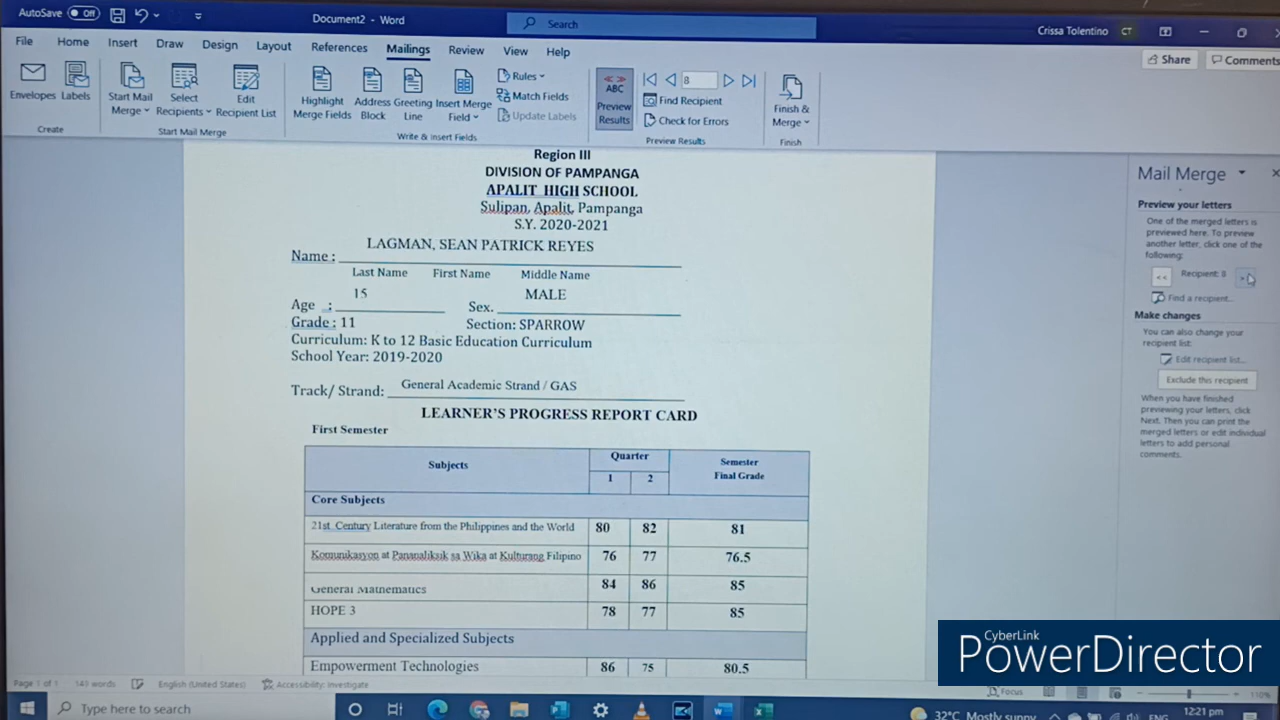 AutoSave Off
Document2 - Word
Search
Crissa Tolentino CT
File Home Insert Draw Design Layout References Mailings Review View Help
Share Comments
Envelopes Labels
Create
Start Mail Merge
Select Recipients
Edit Recipient List
Start Mail Merge
Highlight Merge Fields
Address Block
Greeting Line
Insert Merge Field
Rules
Match Fields
Update Labels
Write & Insert Fields
ABC
Preview Results
8
Find Recipient
Check for Errors
Preview Results
Finish & Merge
Finish
Region III
DIVISION OF PAMPANGA
APALIT HIGH SCHOOL
Sulipan, Apalit, Pampanga
S.Y. 2020-2021
LAGMAN, SEAN PATRICK REYES
Name :
Last Name First Name Middle Name
15 MALE
Age : Sex.
Grade : 11 Section: SPARROW
Curriculum: K to 12 Basic Education Curriculum
School Year: 2019-2020
Track/ Strand: General Academic Strand / GAS
LEARNER'S PROGRESS REPORT CARD
First Semester
Subjects Quarter Semester Final Grade
1 2
Core Subjects
21st Century Literature from the Philippines and the World 80 82 81
Komunikasyon at Pananaliksik sa Wika at Kulturang Filipino 76 77 76.5
General Mathematics 84 86 85
HOPE 3 78 77 85
Applied and Specialized Subjects
Empowerment Technologies 86 75 80.5
Mail Merge
Preview your letters
One of the merged letters is
previewed here. To preview
another letter, click one of the
following:
<< Recipient: 8 >
Find a recipient...
Make changes
You can also change your
recipient list:
Edit recipient list...
Exclude this recipient
When you have finished
previewing your letters, click
Next. Then you can print the
merged letters or edit individual
letters to add personal
comments.
CyberLink
PowerDirector
Page 1 of 1 141 words English (United States) Accessibility: Investigate
Focus 110%
Type here to search
32°C Mostly sunny ENG 12:21 pm